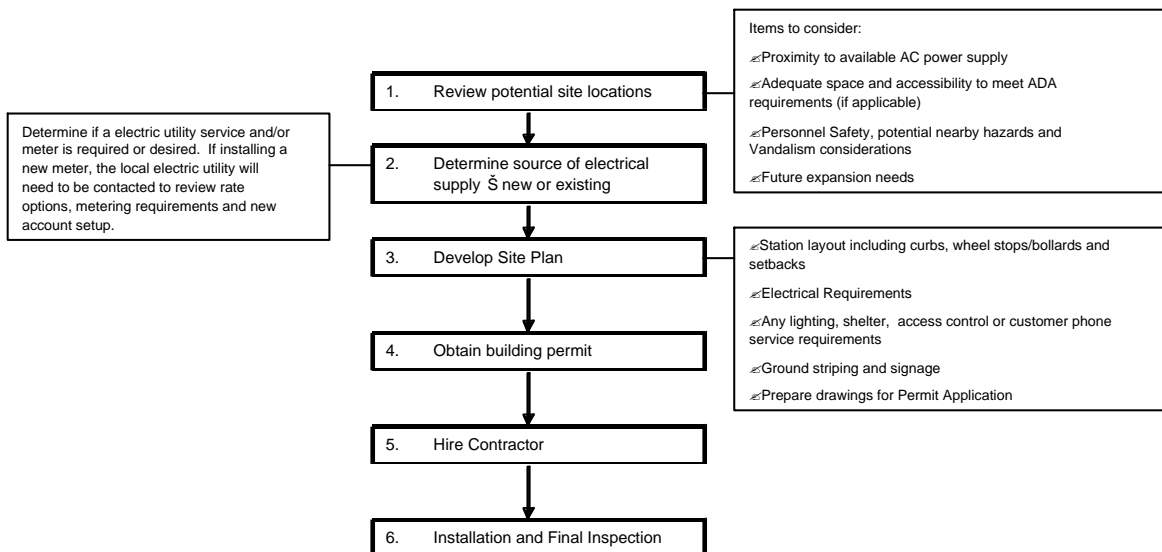 Items to consider:
✍Proximity to available AC power supply
✍Adequate space and accessibility to meet ADA
requirements (if applicable)
✍Personnel Safety, potential nearby hazards and
Vandalism considerations
✍Future expansion needs
1. Review potential site locations
Determine if a electric utility service and/or
meter is required or desired. If installing a
new meter, the local electric utility will
need to be contacted to review rate
options, metering requirements and new
account setup.
2. Determine source of electrical
supply Š new or existing
3. Develop Site Plan
✍Station layout including curbs, wheel stops/bollards and
setbacks
✍Electrical Requirements
✍Any lighting, shelter, access control or customer phone
service requirements
✍Ground striping and signage
✍Prepare drawings for Permit Application
4. Obtain building permit
5. Hire Contractor
6. Installation and Final Inspection